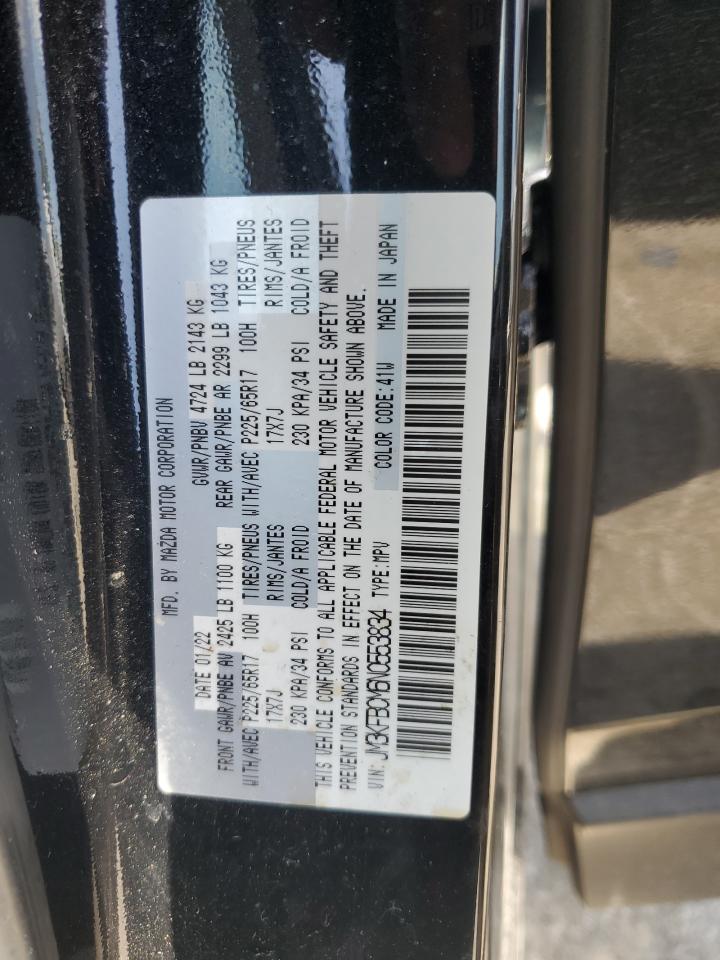 MFD. BY MAZDA MOTOR CORPORATION
DATE 01/22 GVWR/PNBV 4724 LB 2143 KG
FRONT GAWR/PNBE AV 2425 LB 1100 KG REAR GAWR/PNBE AR 2299 LB 1043 KG
WITH/AVEC P225/65R17 100H TIRES/PNEUS WITH/AVEC P225/65R17 100H TIRES/PNEUS
17X7J RIMS/JANTES 17X7J RIMS/JANTES
230 KPA/34 PSI COLD/A FROID 230 KPA/34 PSI COLD/A FROID
THIS VEHICLE CONFORMS TO ALL APPLICABLE FEDERAL MOTOR VEHICLE SAFETY AND THEFT
PREVENTION STANDARDS IN EFFECT ON THE DATE OF MANUFACTURE SHOWN ABOVE.
VIN: JM3KFBCM6N0553834 TYPE:MPV COLOR CODE:41W MADE IN JAPAN